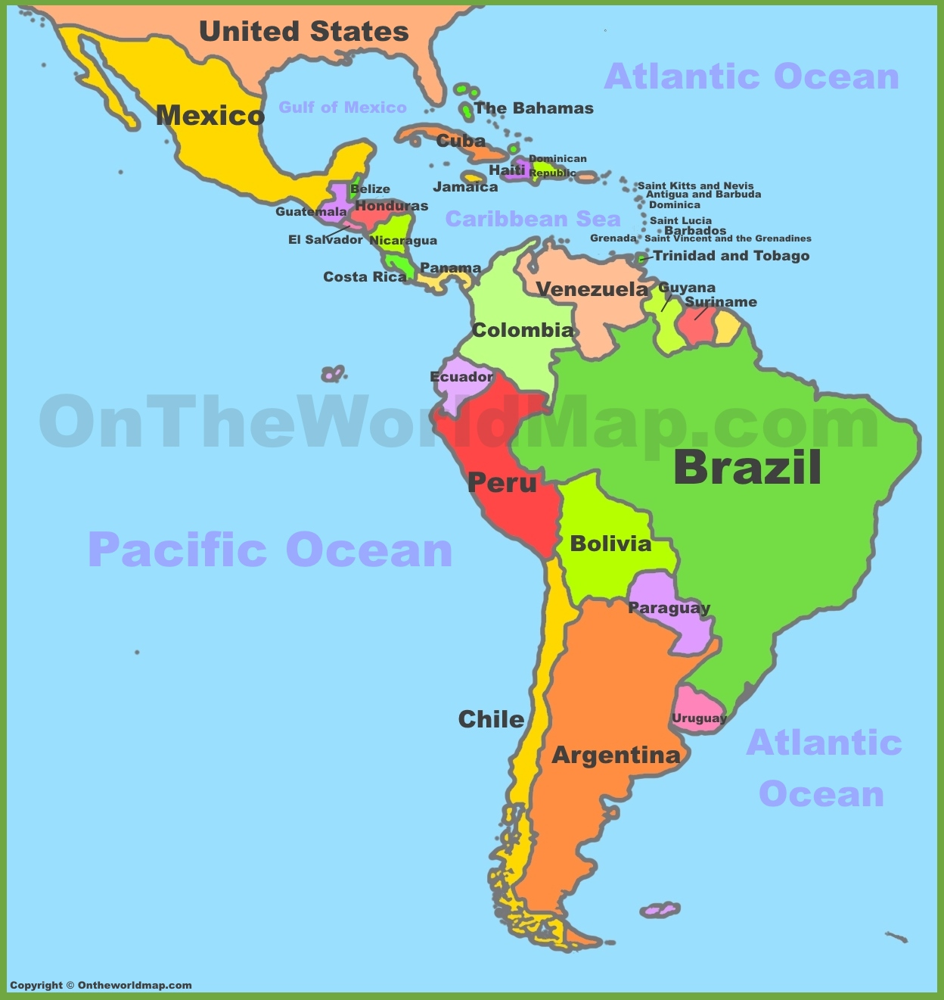 United States
Atlantic Ocean
Gulf of Mexico
The Bahamas
Mexico
Cuba
Dominican
Republic
Haiti
Jamaica
Belize
Saint Kitts and Nevis
Antigua and Barbuda
Dominica
Guatemala
Honduras
Caribbean Sea
Saint Lucia
Barbados
El Salvador
Nicaragua
Grenada
Saint Vincent and the Grenadines
Trinidad and Tobago
Costa Rica
Panama
Venezuela
Guyana
Suriname
Colombia
Ecuador
OnTheWorldMap.com
Brazil
Peru
Pacific Ocean
Bolivia
Paraguay
Chile
Uruguay
Argentina
Atlantic
Ocean
Copyright © Ontheworldmap.com